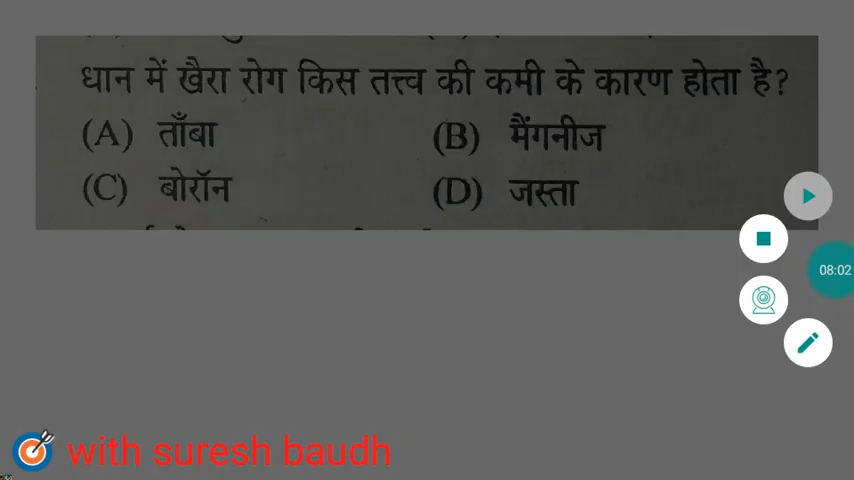 धान में खैरा रोग किस तत्त्व की कमी के कारण होता है?
(A) ताँबा (B) मैंगनीज
(C) बोरॉन (D) जस्ता
08:02
with suresh baudh